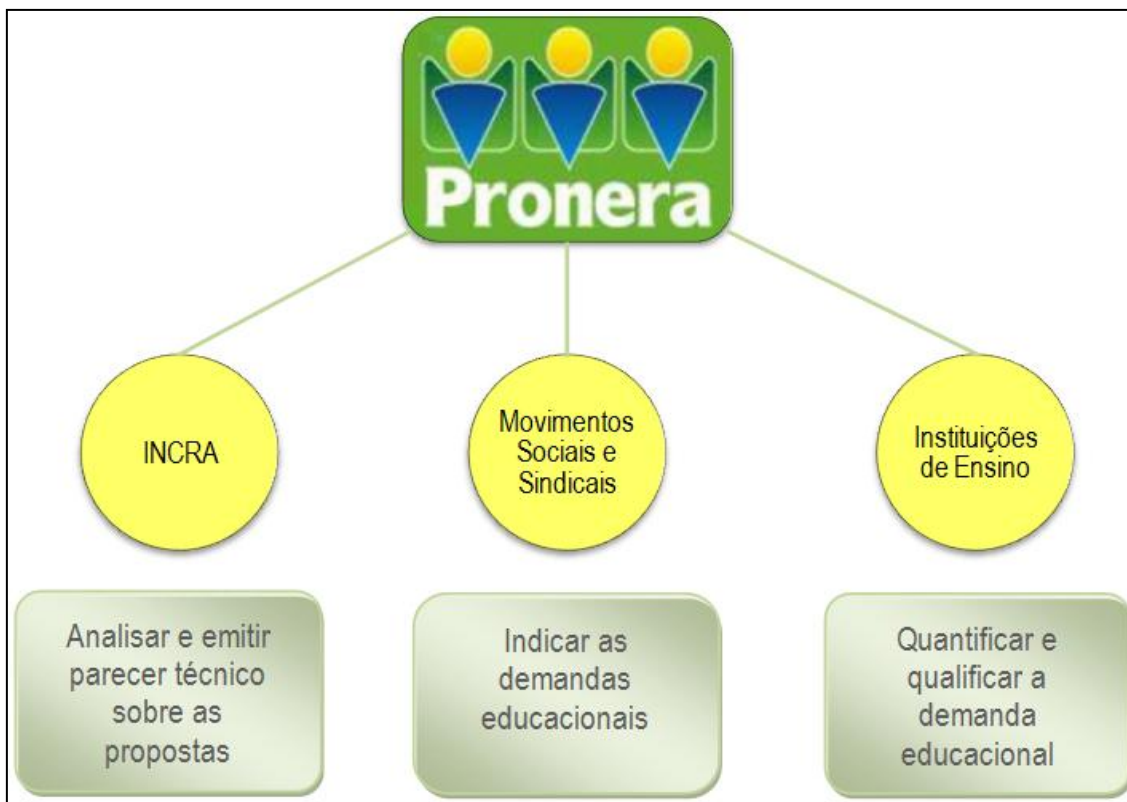 Pronera
INCRA
Movimentos
Sociais e
Sindicais
Instituições
de Ensino
Analisar e emitir
parecer técnico
sobre as
propostas
Indicar as
demandas
educacionais
Quantificar e
qualificar a
demanda
educacional